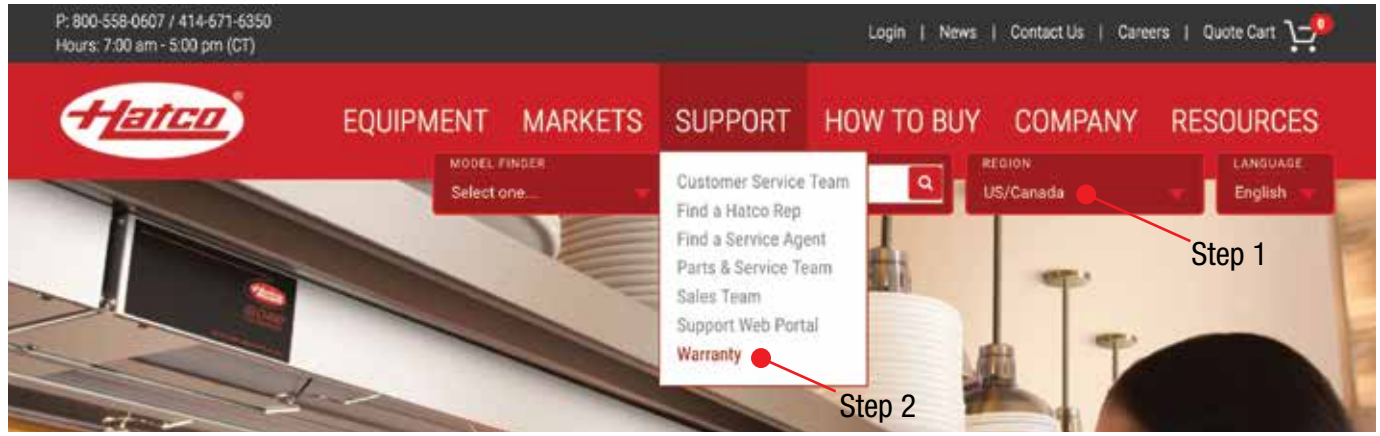 P: 800-558-0607 / 414-671-6350
Hours: 7:00 am - 5:00 pm (CT)
Login | News | Contact Us | Careers | Quote Cart 0
Hatco®
EQUIPMENT MARKETS SUPPORT HOW TO BUY COMPANY RESOURCES
MODEL FINDER
Select one...
REGION
US/Canada
LANGUAGE
English
Customer Service Team
Find a Hatco Rep
Find a Service Agent
Parts & Service Team
Sales Team
Support Web Portal
Warranty
Step 1
Step 2
Hatco